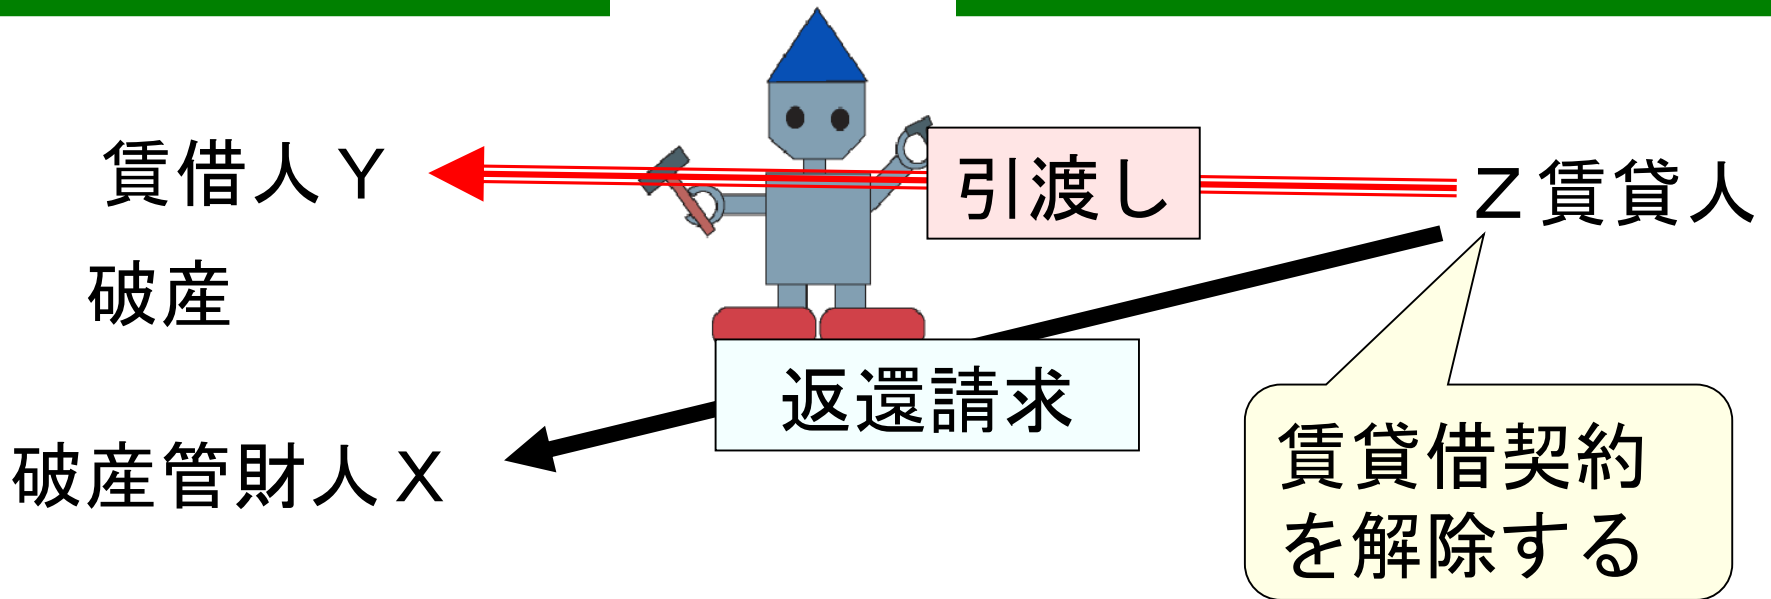 賃借人Y
引渡し
Z賃貸人
破産
返還請求
破産管財人X
賃貸借契約
を解除する